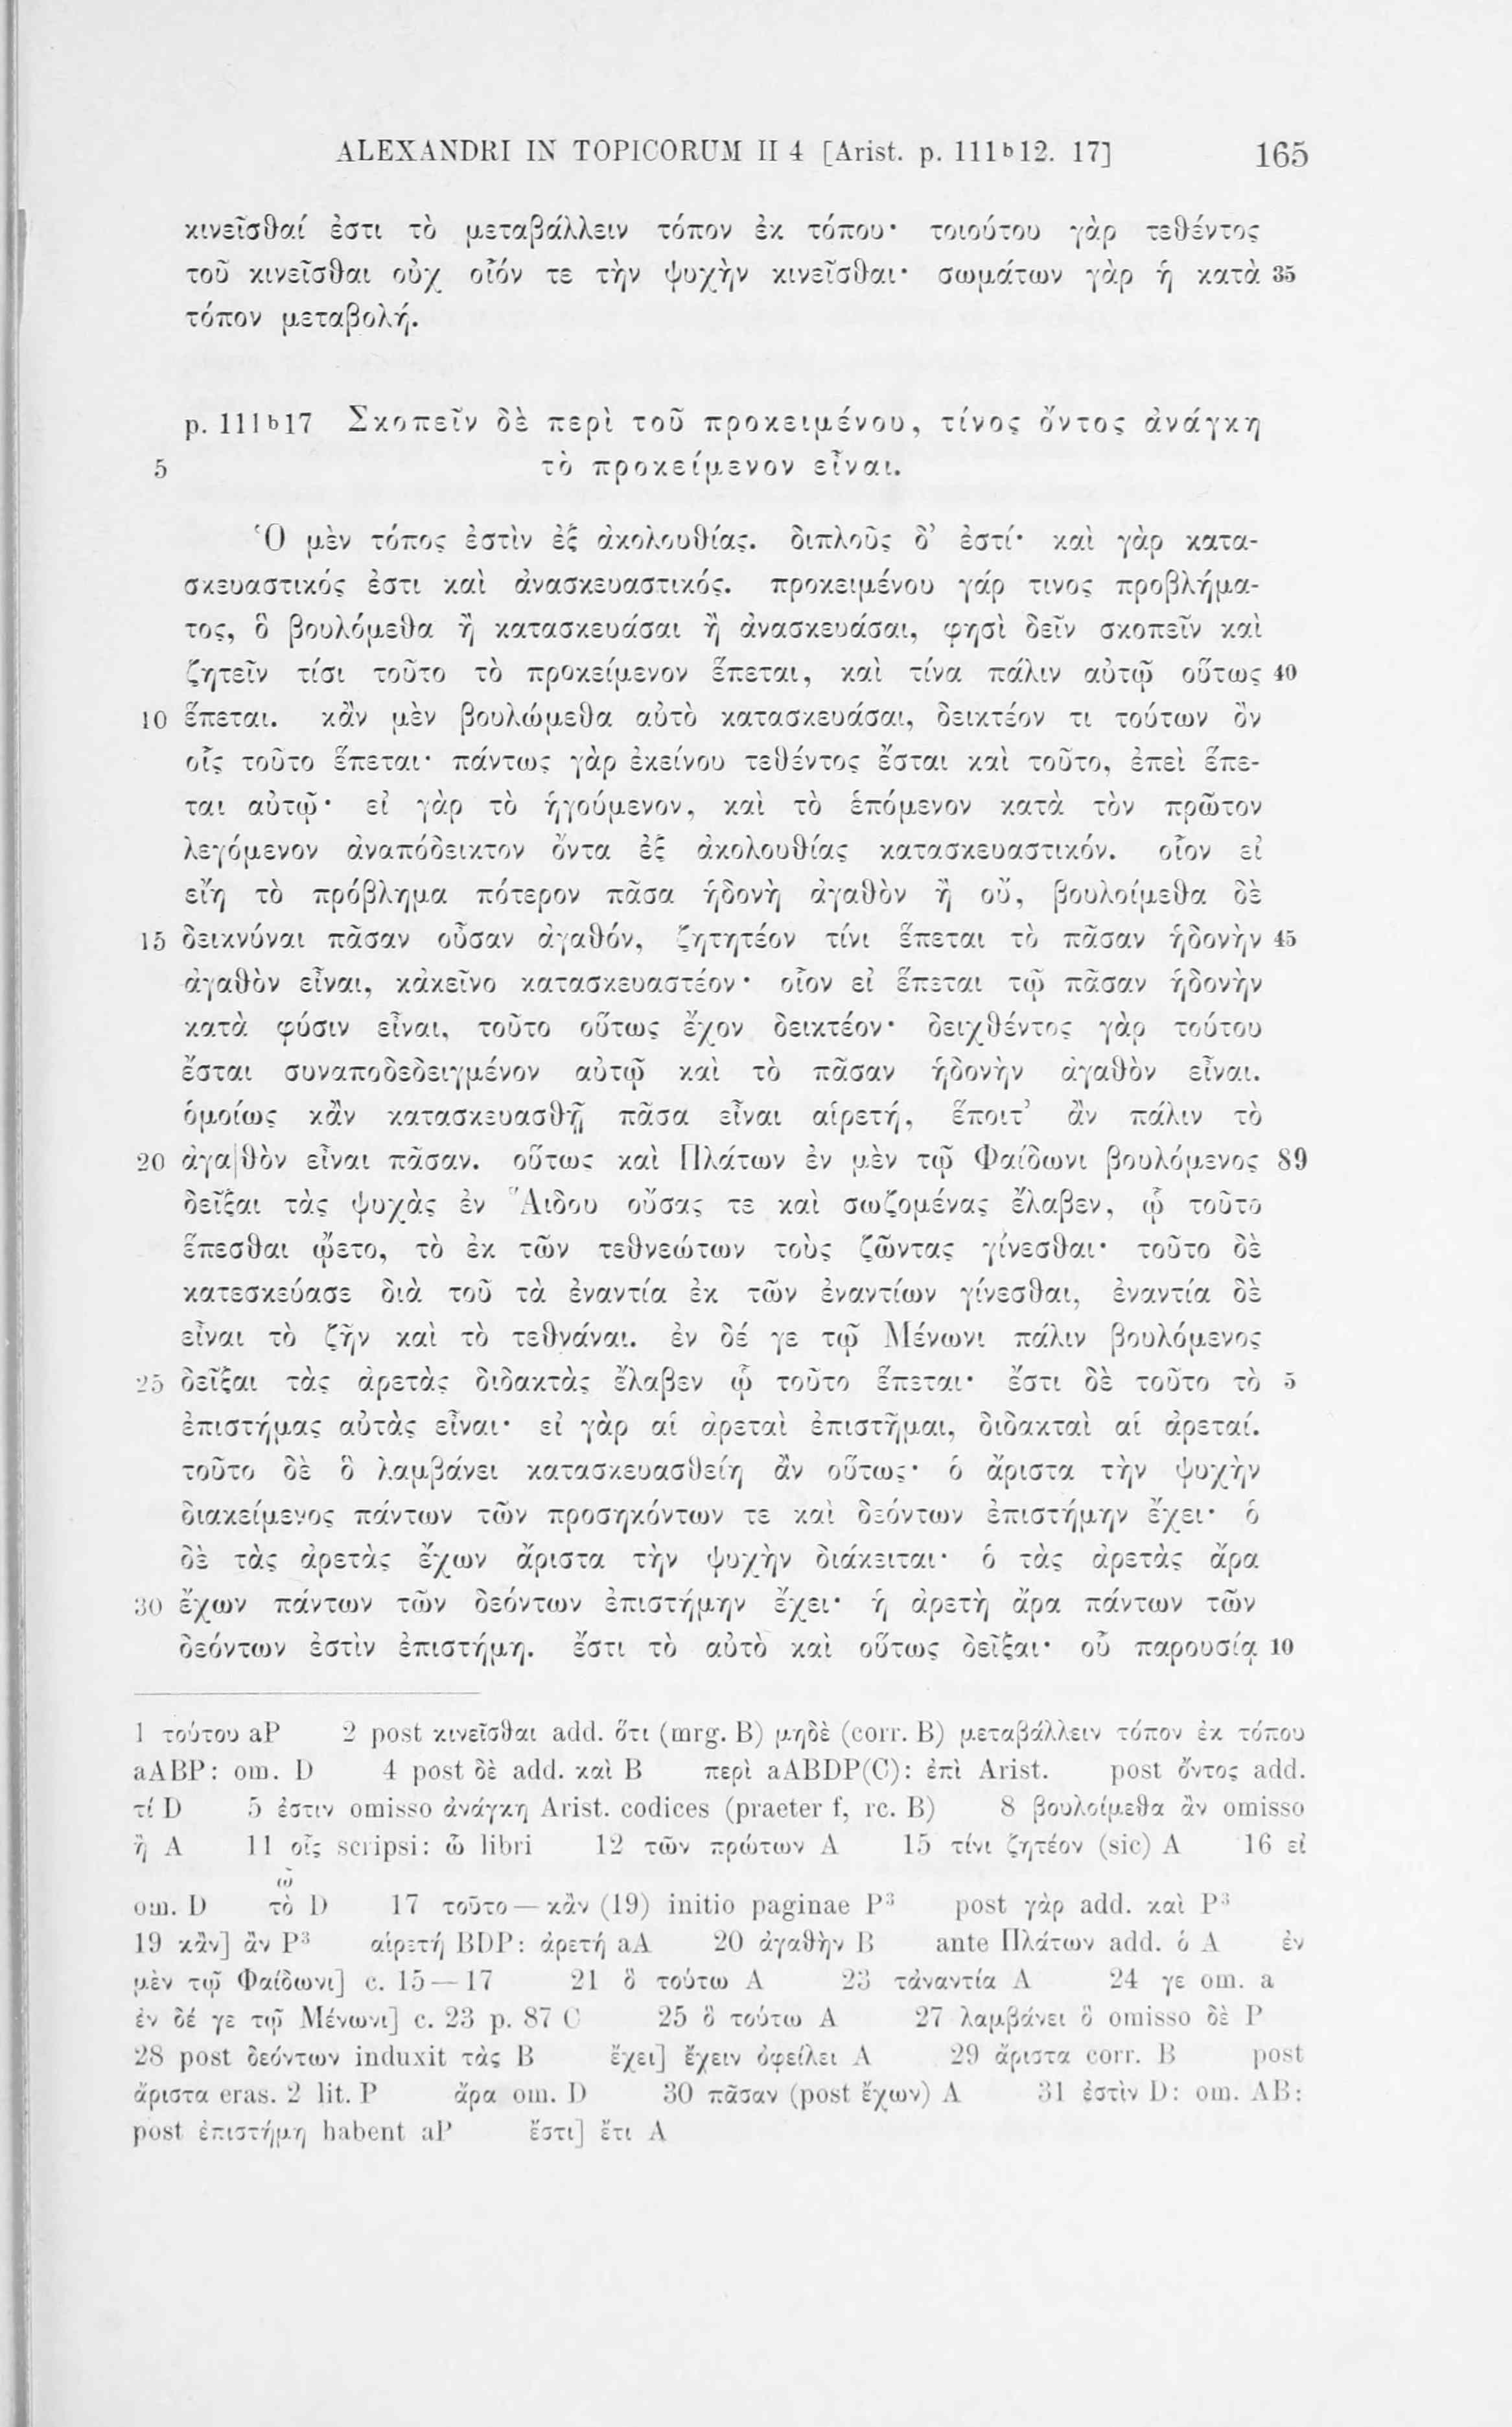 ALEXANDRI IN TOPICORUM II 4 [Arist. p. 111b12. 17] 165
κινεῖσθαί ἐστι τὸ μεταβάλλειν τόπον ἐκ τόπου· τοιούτου γὰρ τεθέντος
τοῦ κινεῖσθαι οὐχ οἷόν τε τὴν ψυχὴν κινεῖσθαι· σωμάτων γὰρ ἡ κατὰ 35
τόπον μεταβολή.
p. 111b17 Σκοπεῖν δὲ περὶ τοῦ προκειμένου, τίνος ὄντος ἀνάγκη
5 τὸ προκείμενον εἶναι.
Ὁ μὲν τόπος ἐστὶν ἐξ ἀκολουθίας. διπλοῦς δ’ ἐστί· καὶ γὰρ κατα-
σκευαστικός ἐστι καὶ ἀνασκευαστικός. προκειμένου γάρ τινος προβλήμα-
τος, ὃ βουλόμεθα ἢ κατασκευάσαι ἢ ἀνασκευάσαι, φησὶ δεῖν σκοπεῖν καὶ
ζητεῖν τίσι τοῦτο τὸ προκείμενον ἕπεται, καὶ τίνα πάλιν αὐτῷ οὕτως 40
10 ἕπεται. κἂν μὲν βουλώμεθα αὐτὸ κατασκευάσαι, δεικτέον τι τούτων ὂν
οἷς τοῦτο ἕπεται· πάντως γὰρ ἐκείνου τεθέντος ἔσται καὶ τοῦτο, ἐπεὶ ἕπε-
ται αὐτῷ· εἰ γὰρ τὸ ἡγούμενον, καὶ τὸ ἑπόμενον κατὰ τὸν πρῶτον
λεγόμενον ἀναπόδεικτον ὄντα ἐξ ἀκολουθίας κατασκευαστικόν. οἷον εἰ
εἴη τὸ πρόβλημα πότερον πᾶσα ἡδονὴ ἀγαθὸν ἢ οὔ, βουλοίμεθα δὲ
15 δεικνύναι πᾶσαν οὖσαν ἀγαθόν, ζητητέον τίνι ἕπεται τὸ πᾶσαν ἡδονὴν 45
ἀγαθὸν εἶναι, κἀκεῖνο κατασκευαστέον· οἷον εἰ ἕπεται τῷ πᾶσαν ἡδονὴν
κατὰ φύσιν εἶναι, τοῦτο οὕτως ἔχον δεικτέον· δειχθέντος γὰρ τούτου
ἔσται συναποδεδειγμένον αὐτῷ καὶ τὸ πᾶσαν ἡδονὴν ἀγαθὸν εἶναι.
ὁμοίως κἂν κατασκευασθῇ πᾶσα εἶναι αἱρετή, ἕποιτ’ ἂν πάλιν τὸ
20 ἀγα|θὸν εἶναι πᾶσαν. οὕτως καὶ Πλάτων ἐν μὲν τῷ Φαίδωνι βουλόμενος 89
δεῖξαι τὰς ψυχὰς ἐν Ἅιδου οὔσας τε καὶ σωζομένας ἔλαβεν, ᾧ τοῦτο
ἕπεσθαι ᾤετο, τὸ ἐκ τῶν τεθνεώτων τοὺς ζῶντας γίνεσθαι· τοῦτο δὲ
κατεσκεύασε διὰ τοῦ τὰ ἐναντία ἐκ τῶν ἐναντίων γίνεσθαι, ἐναντία δὲ
εἶναι τὸ ζῆν καὶ τὸ τεθνάναι. ἐν δέ γε τῷ Μένωνι πάλιν βουλόμενος
25 δεῖξαι τὰς ἀρετὰς διδακτὰς ἔλαβεν ᾧ τοῦτο ἕπεται· ἔστι δὲ τοῦτο τὸ 5
ἐπιστήμας αὐτὰς εἶναι· εἰ γὰρ αἱ ἀρεταὶ ἐπιστῆμαι, διδακταὶ αἱ ἀρεταί.
τοῦτο δὲ ὃ λαμβάνει κατασκευασθείη ἂν οὕτως· ὁ ἄριστα τὴν ψυχὴν
διακείμενος πάντων τῶν προσηκόντων τε καὶ δεόντων ἐπιστήμην ἔχει· ὁ
δὲ τὰς ἀρετὰς ἔχων ἄριστα τὴν ψυχὴν διάκειται· ὁ τὰς ἀρετὰς ἄρα
30 ἔχων πάντων τῶν δεόντων ἐπιστήμην ἔχει· ἡ ἀρετὴ ἄρα πάντων τῶν
δεόντων ἐστὶν ἐπιστήμη. ἔστι τὸ αὐτὸ καὶ οὕτως δεῖξαι· οὗ παρουσίᾳ 10
1 τούτου aP 2 post κινεῖσθαι add. ὅτι (mrg. B) μηδὲ (corr. B) μεταβάλλειν τόπον ἐκ τόπου
aABP: om. D 4 post δὲ add. καὶ B περὶ aABDP(C): ἐπὶ Arist. post ὄντος add.
τί D 5 ἐστιν omisso ἀνάγκη Arist. codices (praeter f, rc. B) 8 βουλοίμεθα ἂν omisso
ἢ A 11 οἷς scripsi: ᾧ libri 12 τῶν πρώτων A 15 τίνι ζητέον (sic) A 16 εἰ
om. D τὸ͂ω D 17 τοῦτο — κἂν (19) initio paginae P³ post γὰρ add. καὶ P³
19 κἂν] ἂν P³ αἱρετή BDP: ἀρετή aA 20 ἀγαθὴν B ante Πλάτων add. ὁ A ἐν
μὲν τῷ Φαίδωνι] c. 15—17 21 ὃ τούτω A 23 τἀναντία A 24 γε om. a
ἐν δέ γε τῷ Μένωνι] c. 23 p. 87 C 25 ὃ τούτω A 27 λαμβάνει ὃ omisso δὲ P
28 post δεόντων induxit τὰς B ἔχει] ἔχειν ὀφείλει A 29 ἄριστα corr. B post
ἄριστα eras. 2 lit. P ἄρα om. D 30 πᾶσαν (post ἔχων) A 31 ἐστὶν D: om. AB:
post ἐπιστήμη habent aP ἔστι] ἔτι A